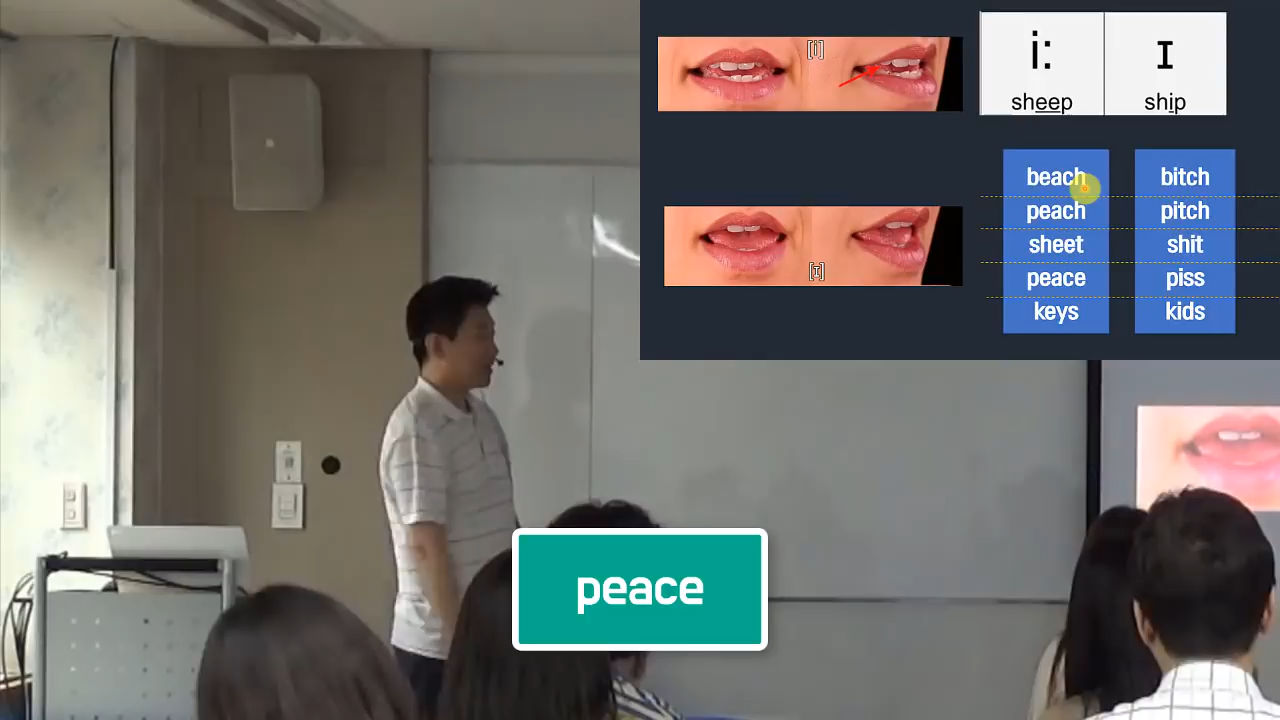 [i]
i:
ɪ
sheep
ship
[ɪ]
beach
bitch
peach
pitch
sheet
shit
peace
piss
keys
kids
peace